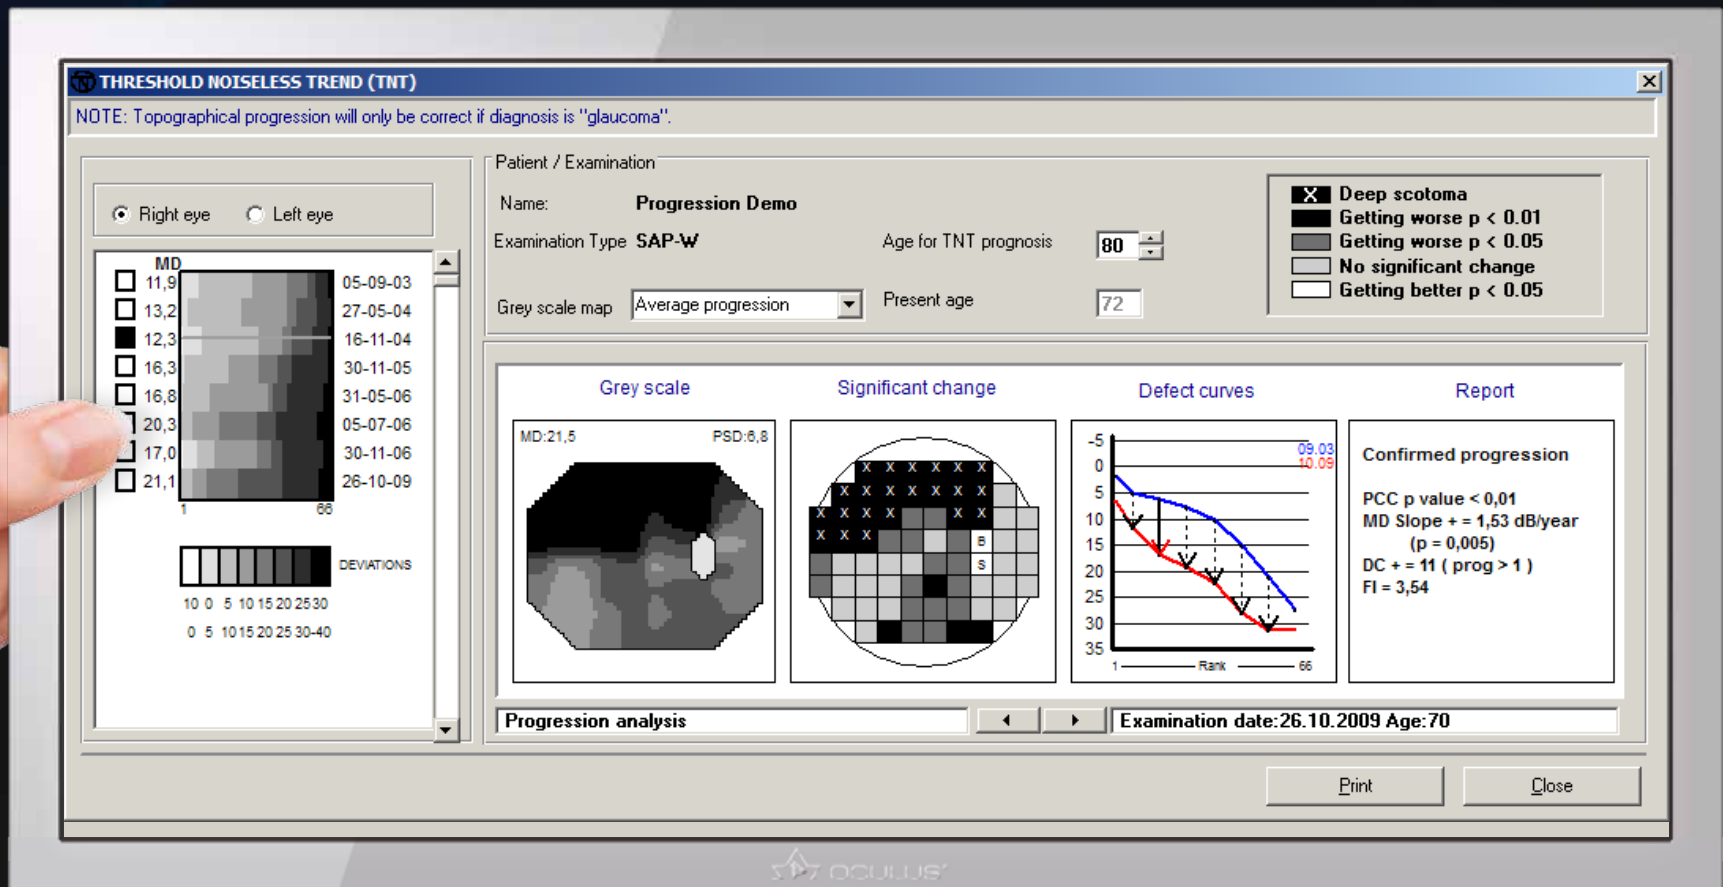 THRESHOLD NOISELESS TREND (TNT)
NOTE: Topographical progression will only be correct if diagnosis is "glaucoma".
Right eye Left eye
MD
11,9 05-09-03
13,2 27-05-04
12,3 16-11-04
16,3 30-11-05
16,8 31-05-06
20,3 05-07-06
17,0 30-11-06
21,1 26-10-09
1 66
DEVIATIONS
10 0 5 10 15 20 25 30
0 5 10 15 20 25 30-40
Patient / Examination
Name: Progression Demo
Examination Type SAP-W
Age for TNT prognosis 80
Grey scale map Average progression
Present age 72
X Deep scotoma
Getting worse p < 0.01
Getting worse p < 0.05
No significant change
Getting better p < 0.05
Grey scale
MD:21,5 PSD:6,8
Significant change
X X X X X X
X X X X X X X
X X X X X X
X X X B
S
Defect curves
-5
0
5
10
15
20
25
30
35
09.03
10.09
1 Rank 66
Report
Confirmed progression
PCC p value < 0,01
MD Slope + = 1,53 dB/year
(p = 0,005)
DC + = 11 ( prog > 1 )
FI = 3,54
Progression analysis
Examination date:26.10.2009 Age:70
Print Close
OCULUS